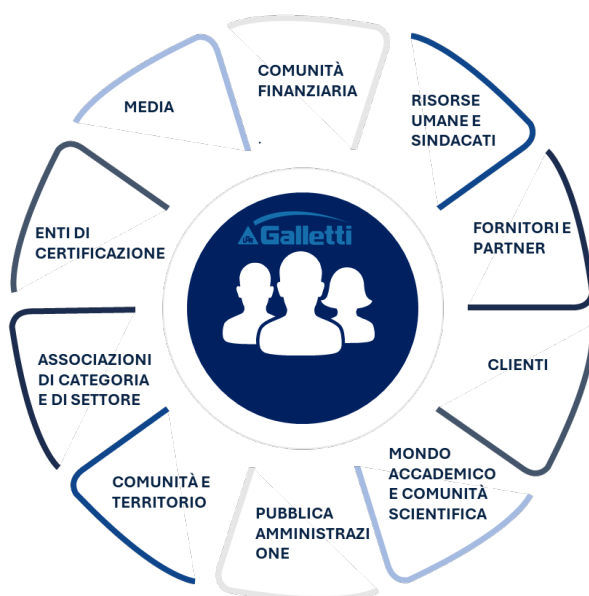 COMUNITÀ
FINANZIARIA
RISORSE
UMANE E
SINDACATI
FORNITORI E
PARTNER
CLIENTI
MONDO
ACCADEMICO
E COMUNITÀ
SCIENTIFICA
PUBBLICA
AMMINISTRAZI
ONE
COMUNITÀ E
TERRITORIO
ASSOCIAZIONI
DI CATEGORIA
E DI SETTORE
ENTI DI
CERTIFICAZIONE
MEDIA
Galletti